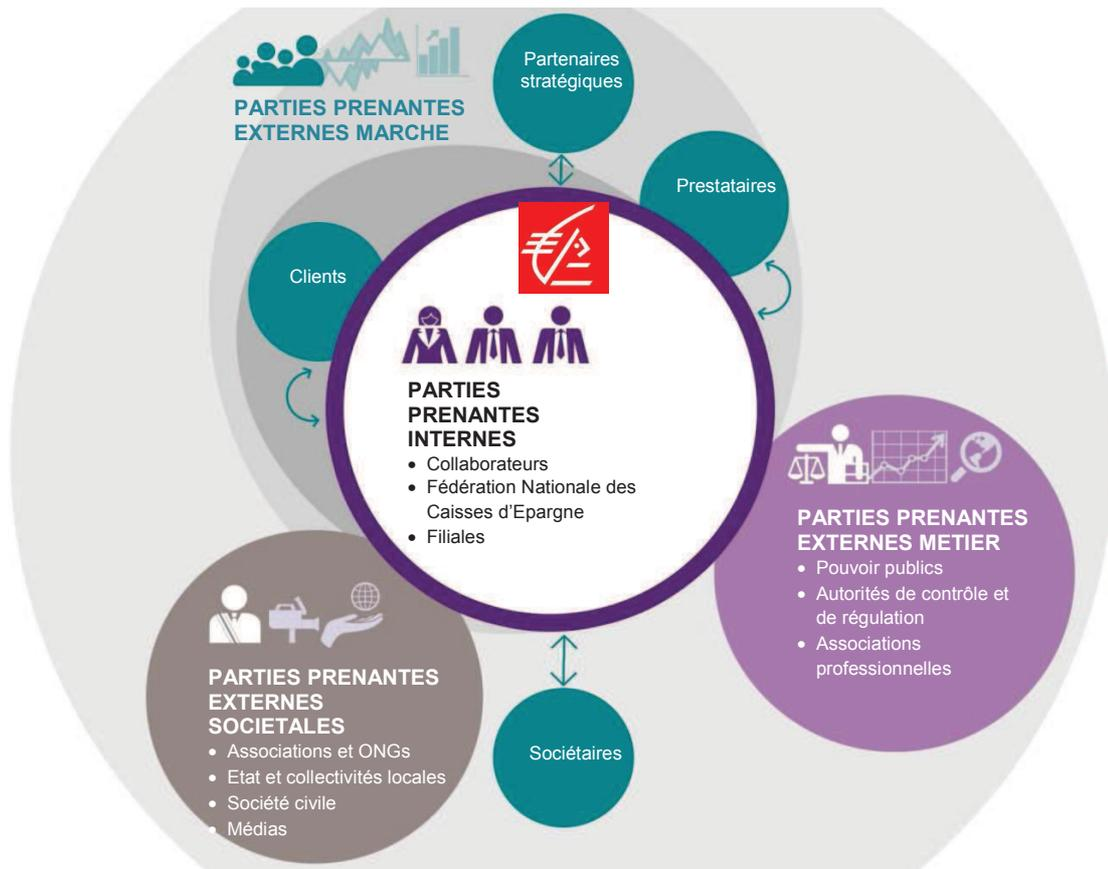 PARTIES PRENANTES
EXTERNES MARCHE
Partenaires
stratégiques
Prestataires
Clients
PARTIES
PRENANTES
INTERNES
• Collaborateurs
• Fédération Nationale des
Caisses d’Epargne
• Filiales
PARTIES PRENANTES
EXTERNES METIER
• Pouvoir publics
• Autorités de contrôle et
de régulation
• Associations
professionnelles
PARTIES PRENANTES
EXTERNES
SOCIETALES
• Associations et ONGs
• Etat et collectivités locales
• Société civile
• Médias
Sociétaires